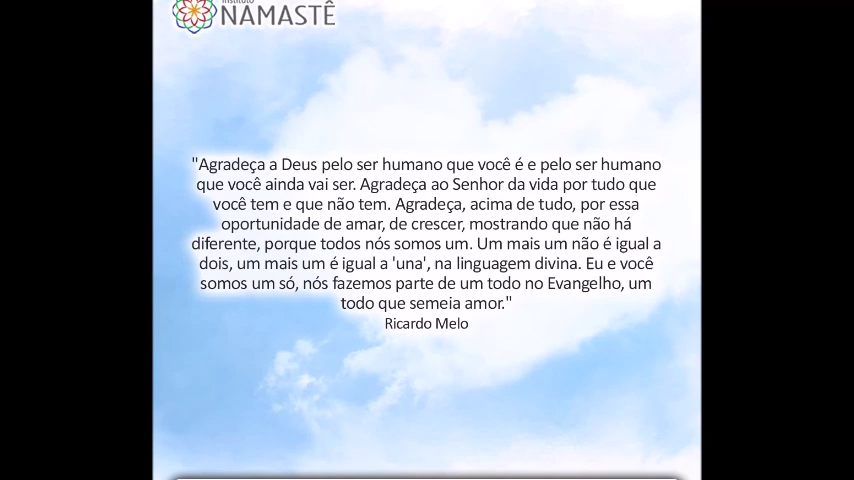 Instituto
NAMASTÊ
"Agradeça a Deus pelo ser humano que você é e pelo ser humano
que você ainda vai ser. Agradeça ao Senhor da vida por tudo que
você tem e que não tem. Agradeça, acima de tudo, por essa
oportunidade de amar, de crescer, mostrando que não há
diferente, porque todos nós somos um. Um mais um não é igual a
dois, um mais um é igual a 'una', na linguagem divina. Eu e você
somos um só, nós fazemos parte de um todo no Evangelho, um
todo que semeia amor."
Ricardo Melo